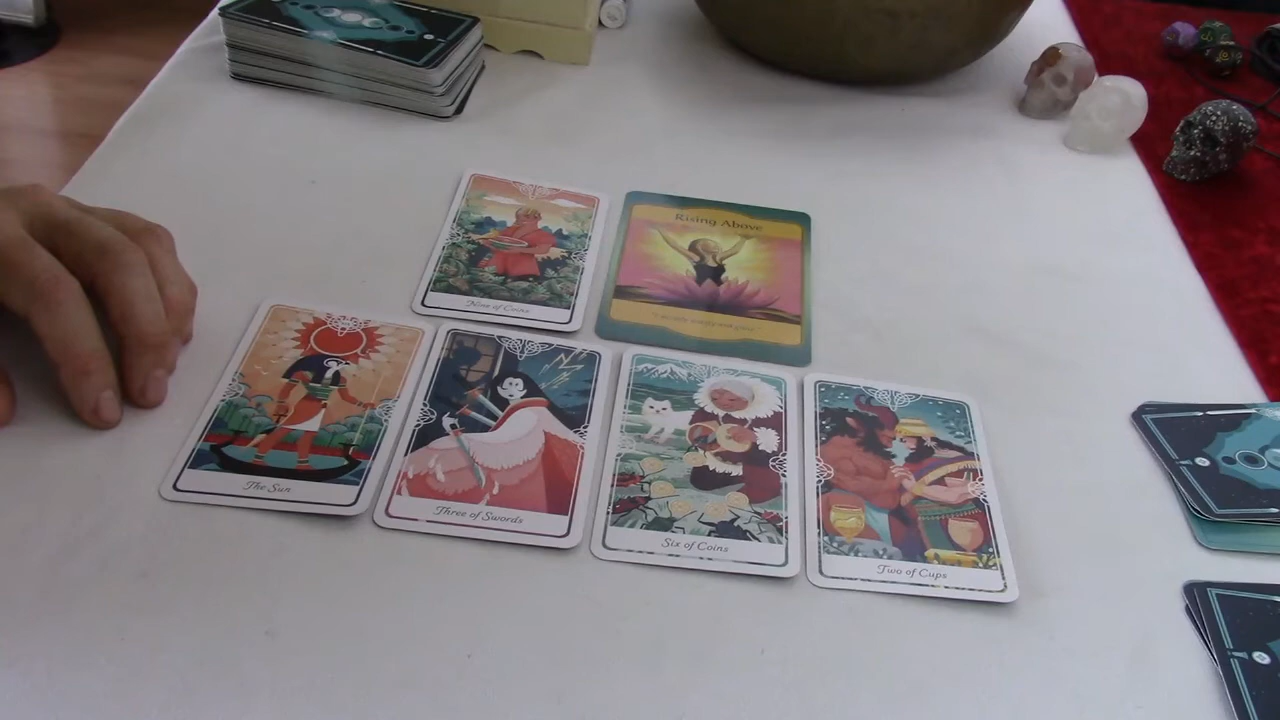 Nine of Coins
Rising Above
The Sun
Three of Swords
Six of Coins
Two of Cups